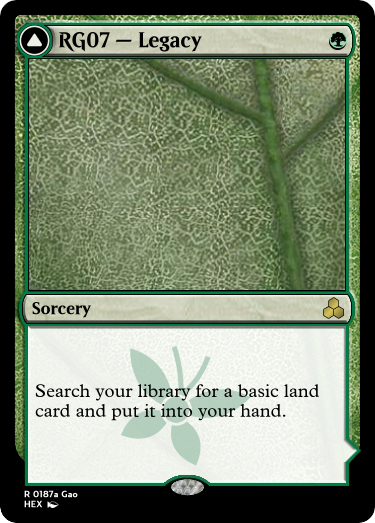 RG07 — Legacy
Sorcery
Search your library for a basic land
card and put it into your hand.
R 0187a Gao
HEX